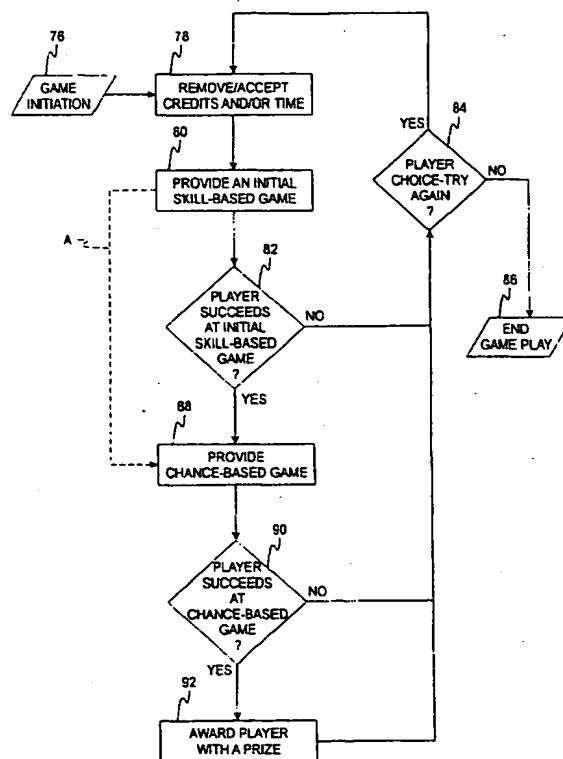 76
GAME
INITIATION
78
REMOVE/ACCEPT
CREDITS AND/OR TIME
80
PROVIDE AN INITIAL
SKILL-BASED GAME
A
82
PLAYER
SUCCEEDS
AT INITIAL
SKILL-BASED
GAME
?
NO
YES
84
PLAYER
CHOICE-TRY
AGAIN
?
YES
NO
86
END
GAME PLAY
88
PROVIDE
CHANCE-BASED GAME
90
PLAYER
SUCCEEDS
AT
CHANCE-BASED
GAME
?
NO
YES
92
AWARD PLAYER
WITH A PRIZE